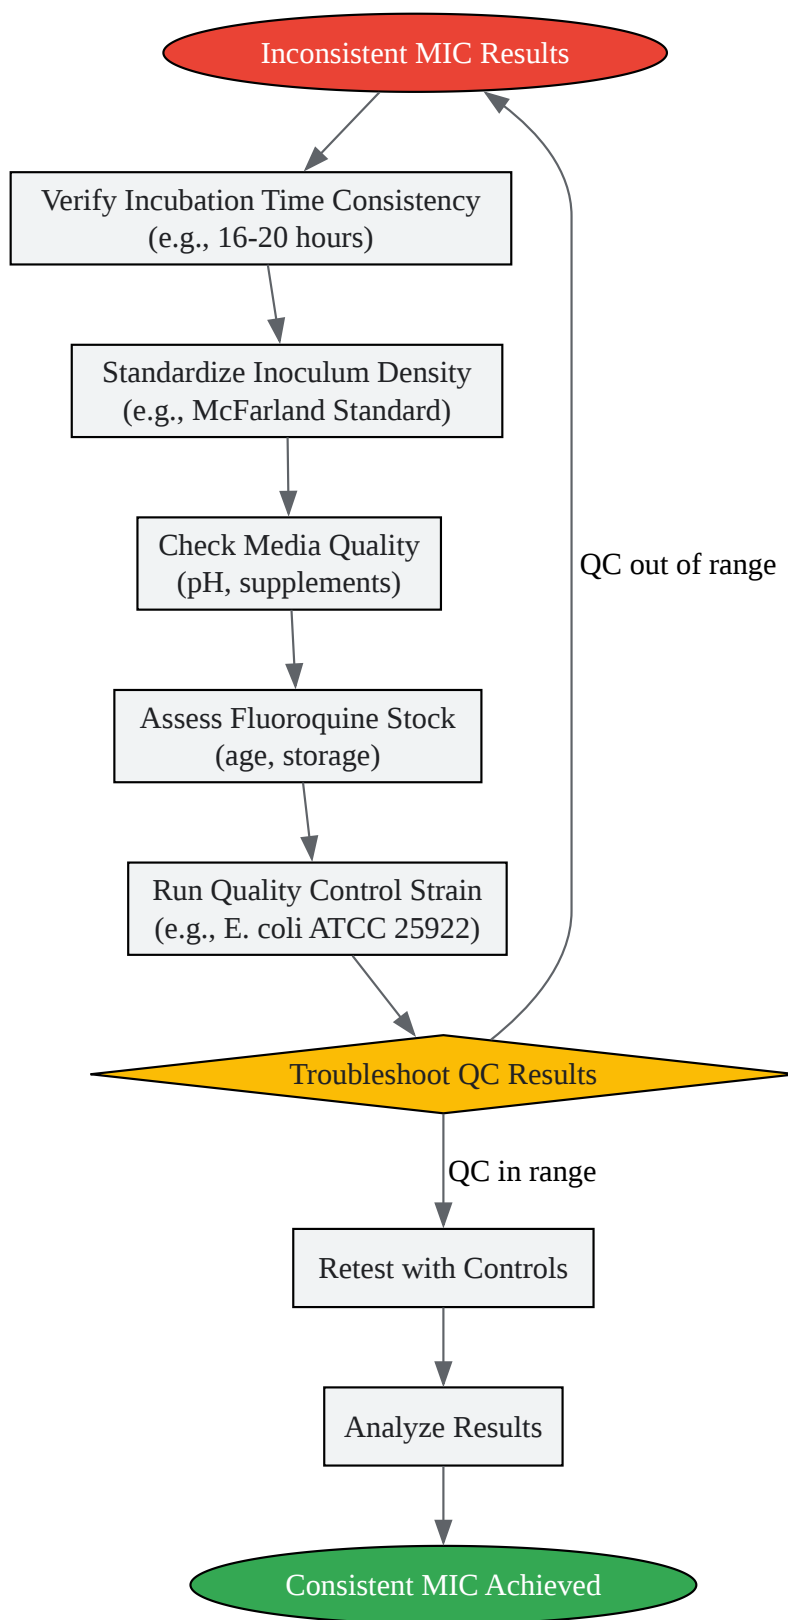 Inconsistent MIC Results
Verify Incubation Time Consistency
(e.g., 16-20 hours)
Standardize Inoculum Density
(e.g., McFarland Standard)
Check Media Quality
(pH, supplements)
QC out of range
Assess Fluoroquine Stock
(age, storage)
Run Quality Control Strain
(e.g., E. coli ATCC 25922)
Troubleshoot QC Results
QC in range
Retest with Controls
Analyze Results
Consistent MIC Achieved